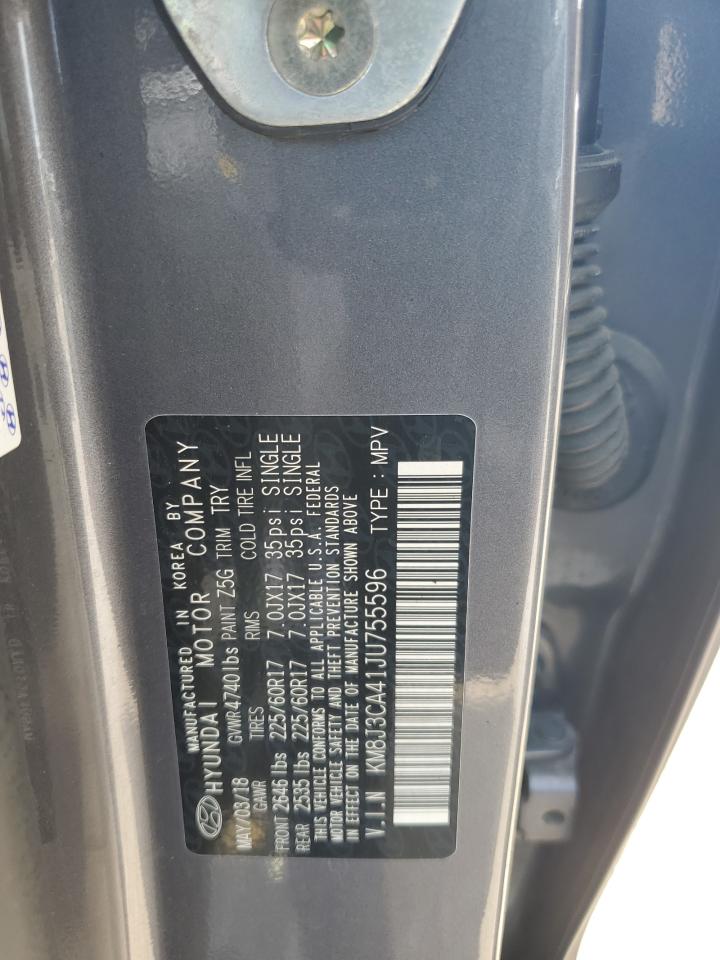 MANUFACTURED IN KOREA BY
HYUNDAI MOTOR COMPANY
MAY/03/18 GVWR 4740 lbs PAINT Z5G TRIM TRY
GAWR TIRES RIMS COLD TIRE INFL
FRONT 2646 lbs 225/60R17 7.0JX17 35psi SINGLE
REAR 2535 lbs 225/60R17 7.0JX17 35psi SINGLE
THIS VEHICLE CONFORMS TO ALL APPLICABLE U.S.A. FEDERAL
MOTOR VEHICLE SAFETY AND THEFT PREVENTION STANDARDS
IN EFFECT ON THE DATE OF MANUFACTURE SHOWN ABOVE
V.I.N KM8J3CA41JU755596 TYPE : MPV